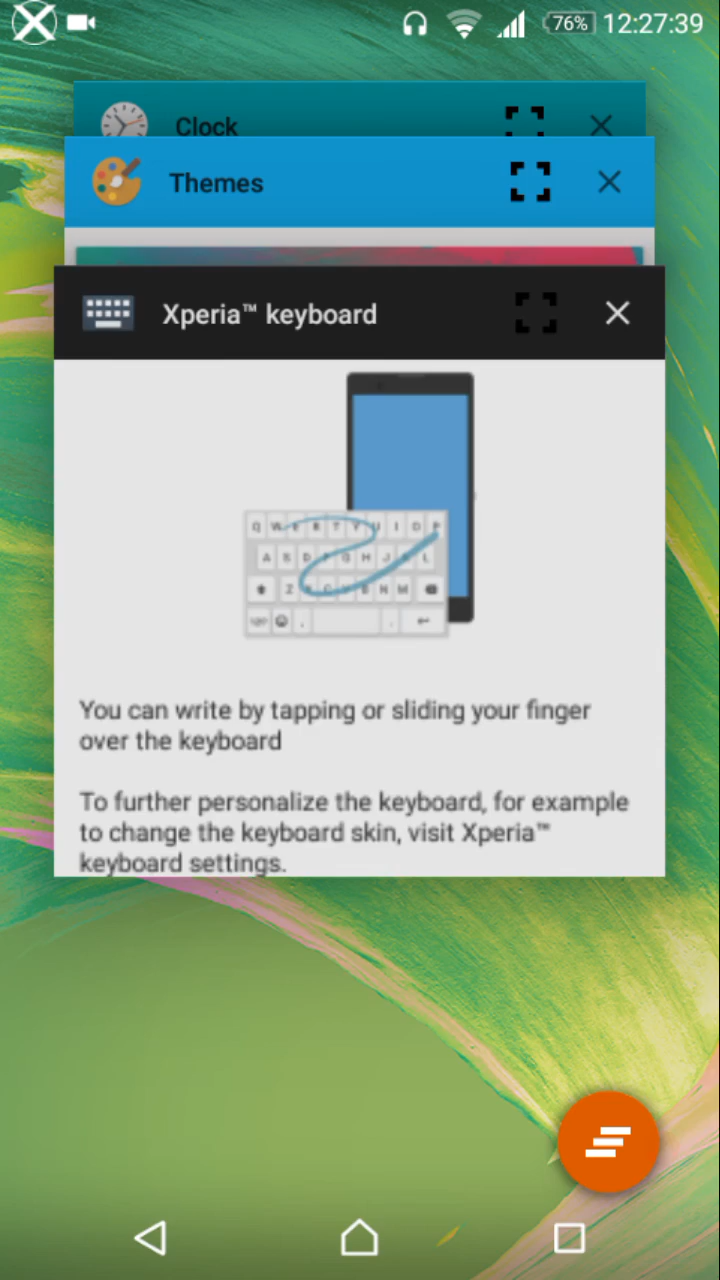 76% 12:27:39
Clock
Themes
Xperia™ keyboard
Q W E R T Y U I O P
A S D F G H J K L
Z X C V B N M
You can write by tapping or sliding your finger
over the keyboard
To further personalize the keyboard, for example
to change the keyboard skin, visit Xperia™
keyboard settings.